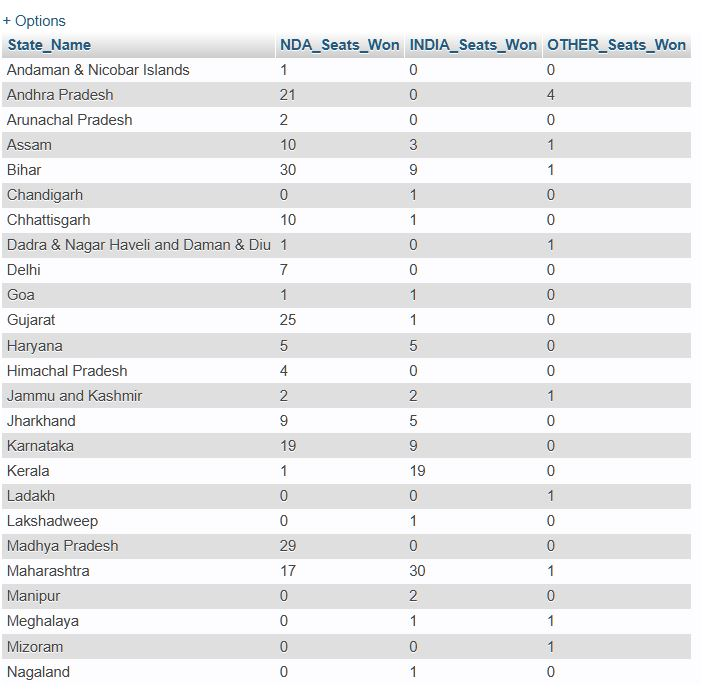 + Options
State_Name NDA_Seats_Won INDIA_Seats_Won OTHER_Seats_Won
Andaman & Nicobar Islands 1 0 0
Andhra Pradesh 21 0 4
Arunachal Pradesh 2 0 0
Assam 10 3 1
Bihar 30 9 1
Chandigarh 0 1 0
Chhattisgarh 10 1 0
Dadra & Nagar Haveli and Daman & Diu 1 0 1
Delhi 7 0 0
Goa 1 1 0
Gujarat 25 1 0
Haryana 5 5 0
Himachal Pradesh 4 0 0
Jammu and Kashmir 2 2 1
Jharkhand 9 5 0
Karnataka 19 9 0
Kerala 1 19 0
Ladakh 0 0 1
Lakshadweep 0 1 0
Madhya Pradesh 29 0 0
Maharashtra 17 30 1
Manipur 0 2 0
Meghalaya 0 1 1
Mizoram 0 0 1
Nagaland 0 1 0